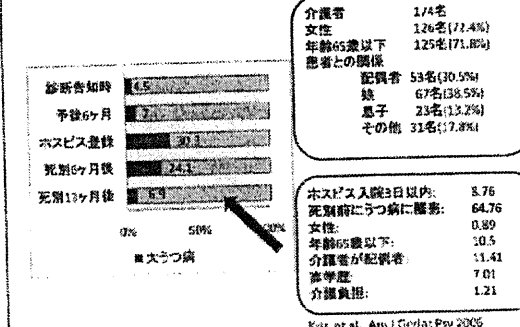 介護者 174名
女性 126名(72.4%)
年齢65歳以下 125名(71.8%)
患者との関係
配偶者 53名(30.5%)
娘 67名(38.5%)
息子 23名(13.2%)
その他 31名(17.8%)
診断告知時 4.5
予後6ヶ月
ホスピス登録 30.1
死別6ヶ月後 24.1
死別13ヶ月後 6.9
0% 50% 100%
■大うつ病
ホスピス入院3日以内: 8.76
死別前にうつ病に罹患: 64.76
女性: 0.89
年齢65歳以下: 10.5
介護者が配偶者: 11.41
高学歴: 7.01
介護負担: 1.21
et al. Am J Geriatr Psy 2006